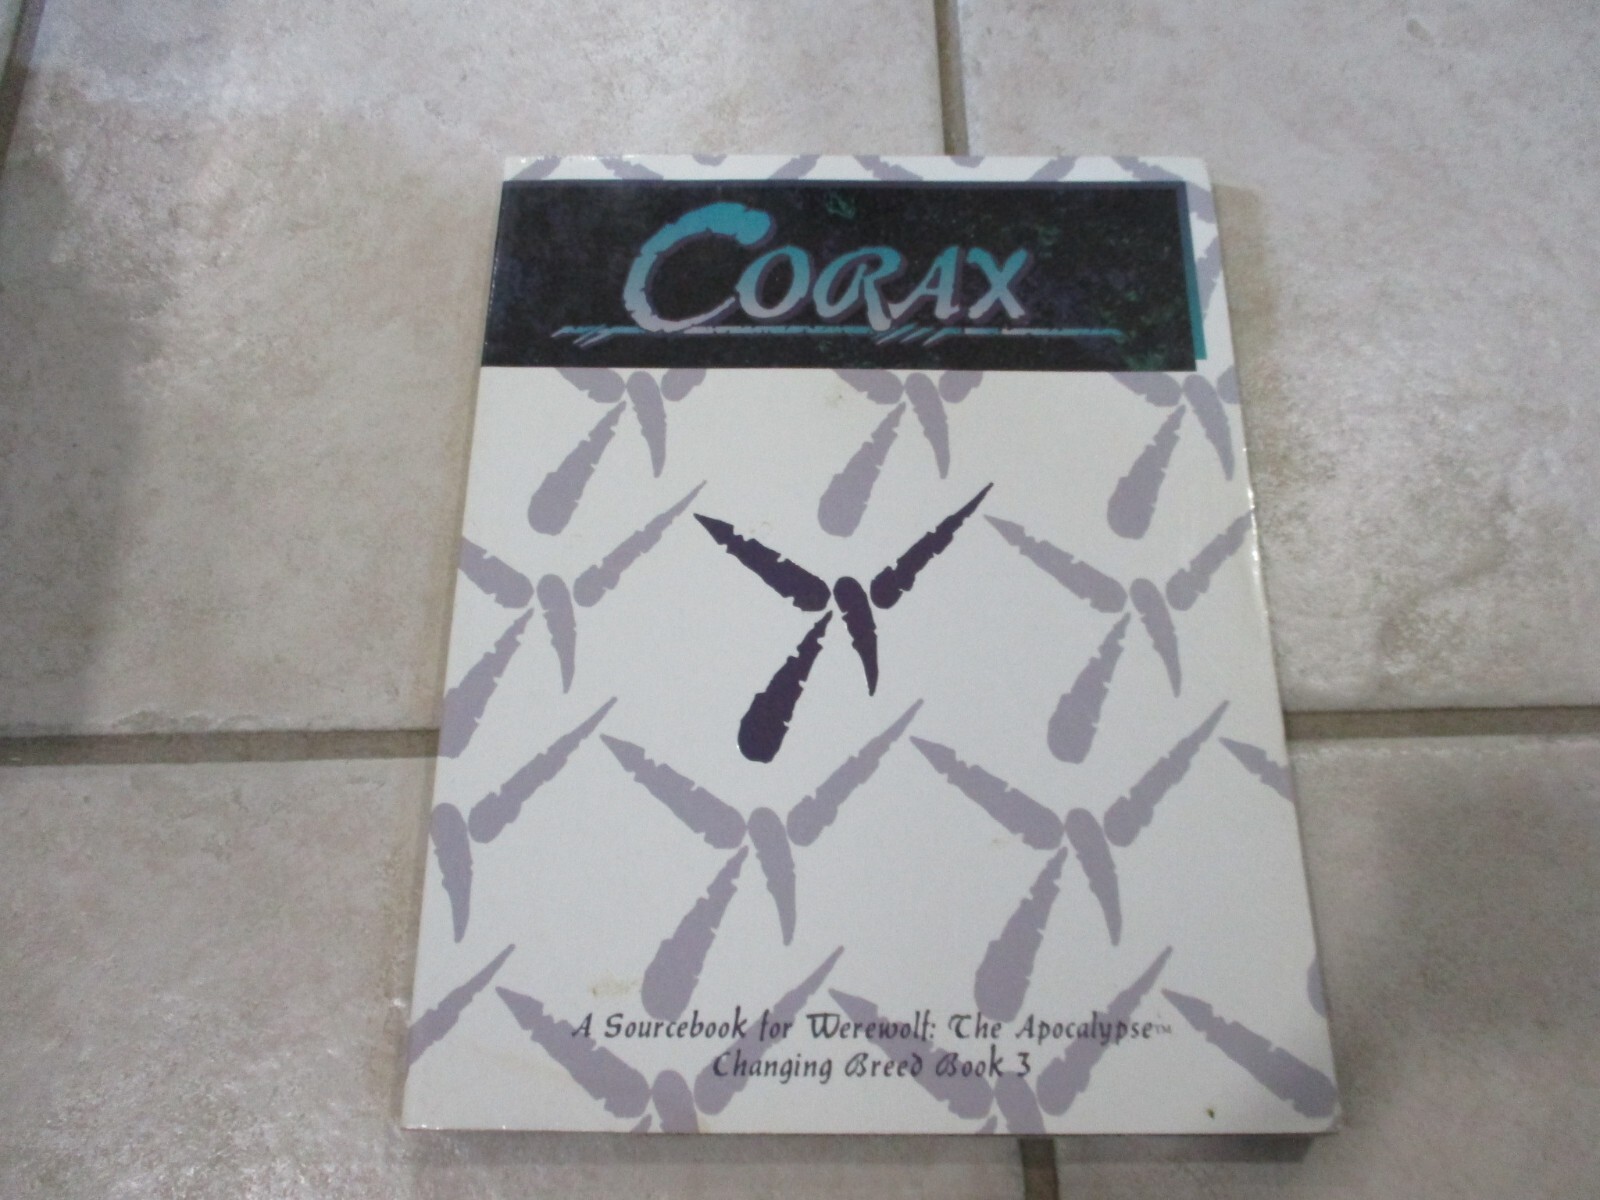 CORAX
A Sourcebook for Werewolf: The Apocalypse™
Changing Breed Book 3